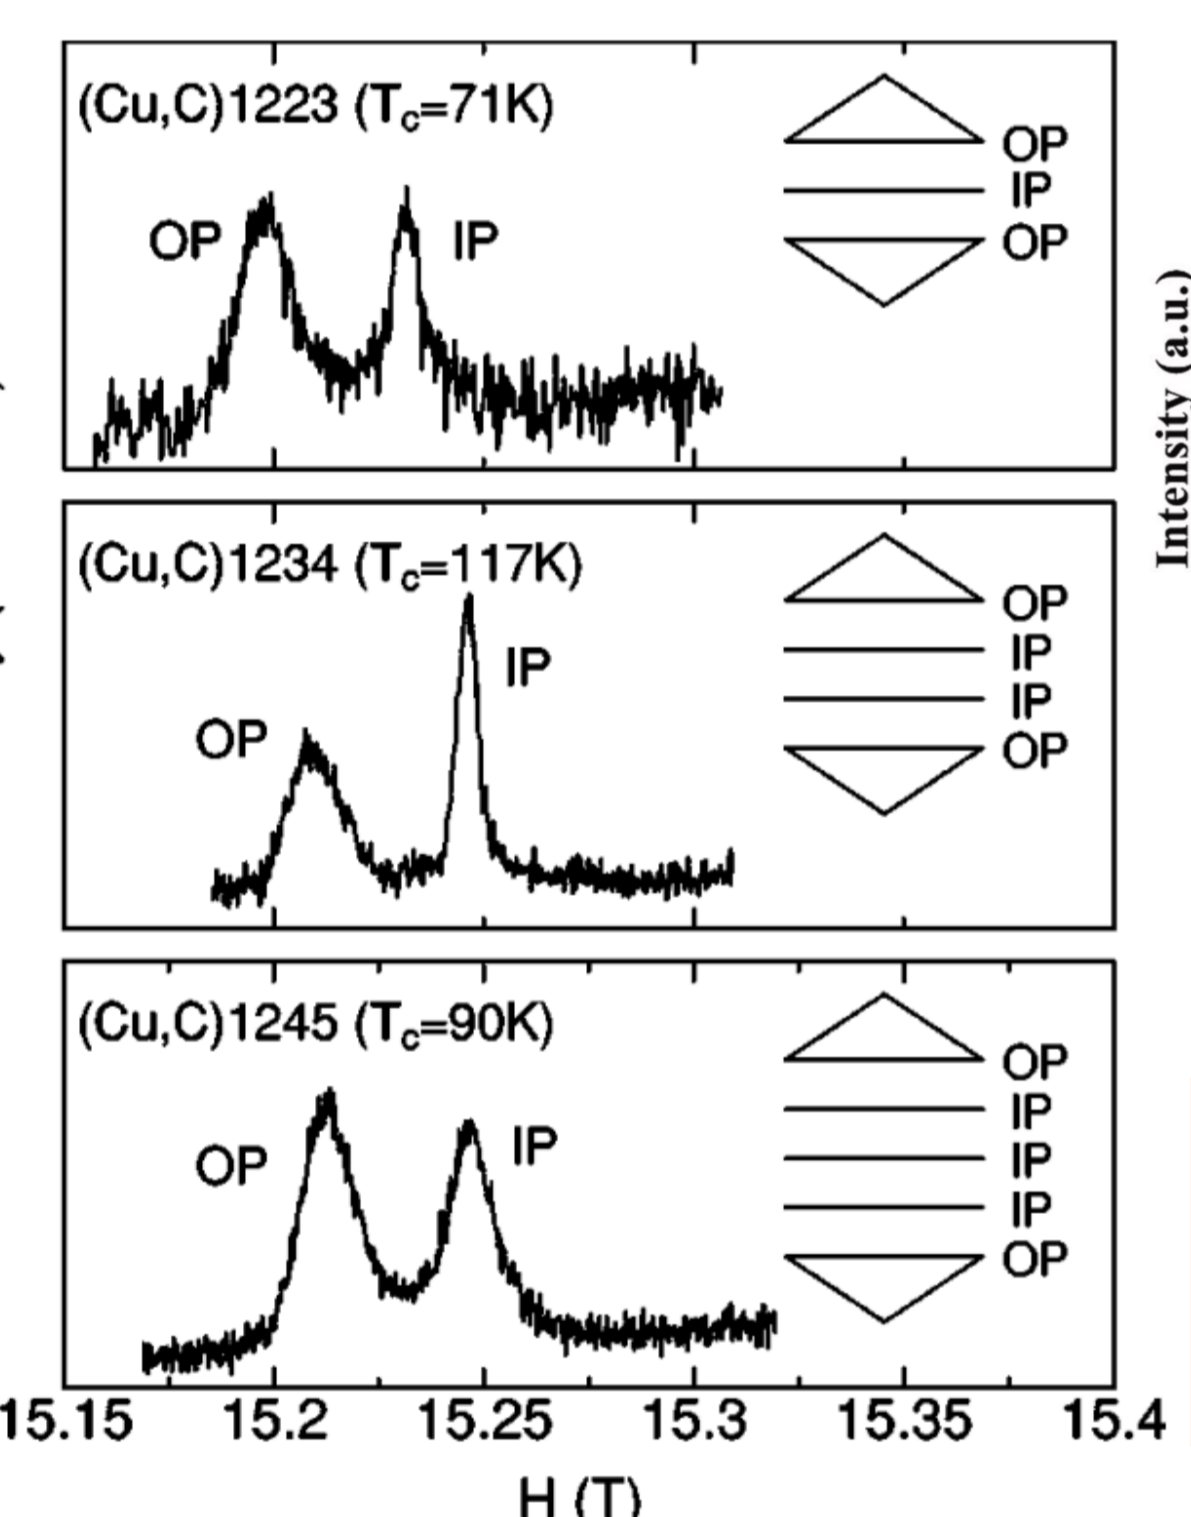 (Cu,C)1223 (Tc=71K)
OP
IP
OP
IP
OP
(Cu,C)1234 (Tc=117K)
OP
IP
OP
IP
IP
OP
(Cu,C)1245 (Tc=90K)
OP
IP
OP
IP
IP
IP
OP
15.15 15.2 15.25 15.3 15.35 15.4
H (T)
Intensity (a.u.)